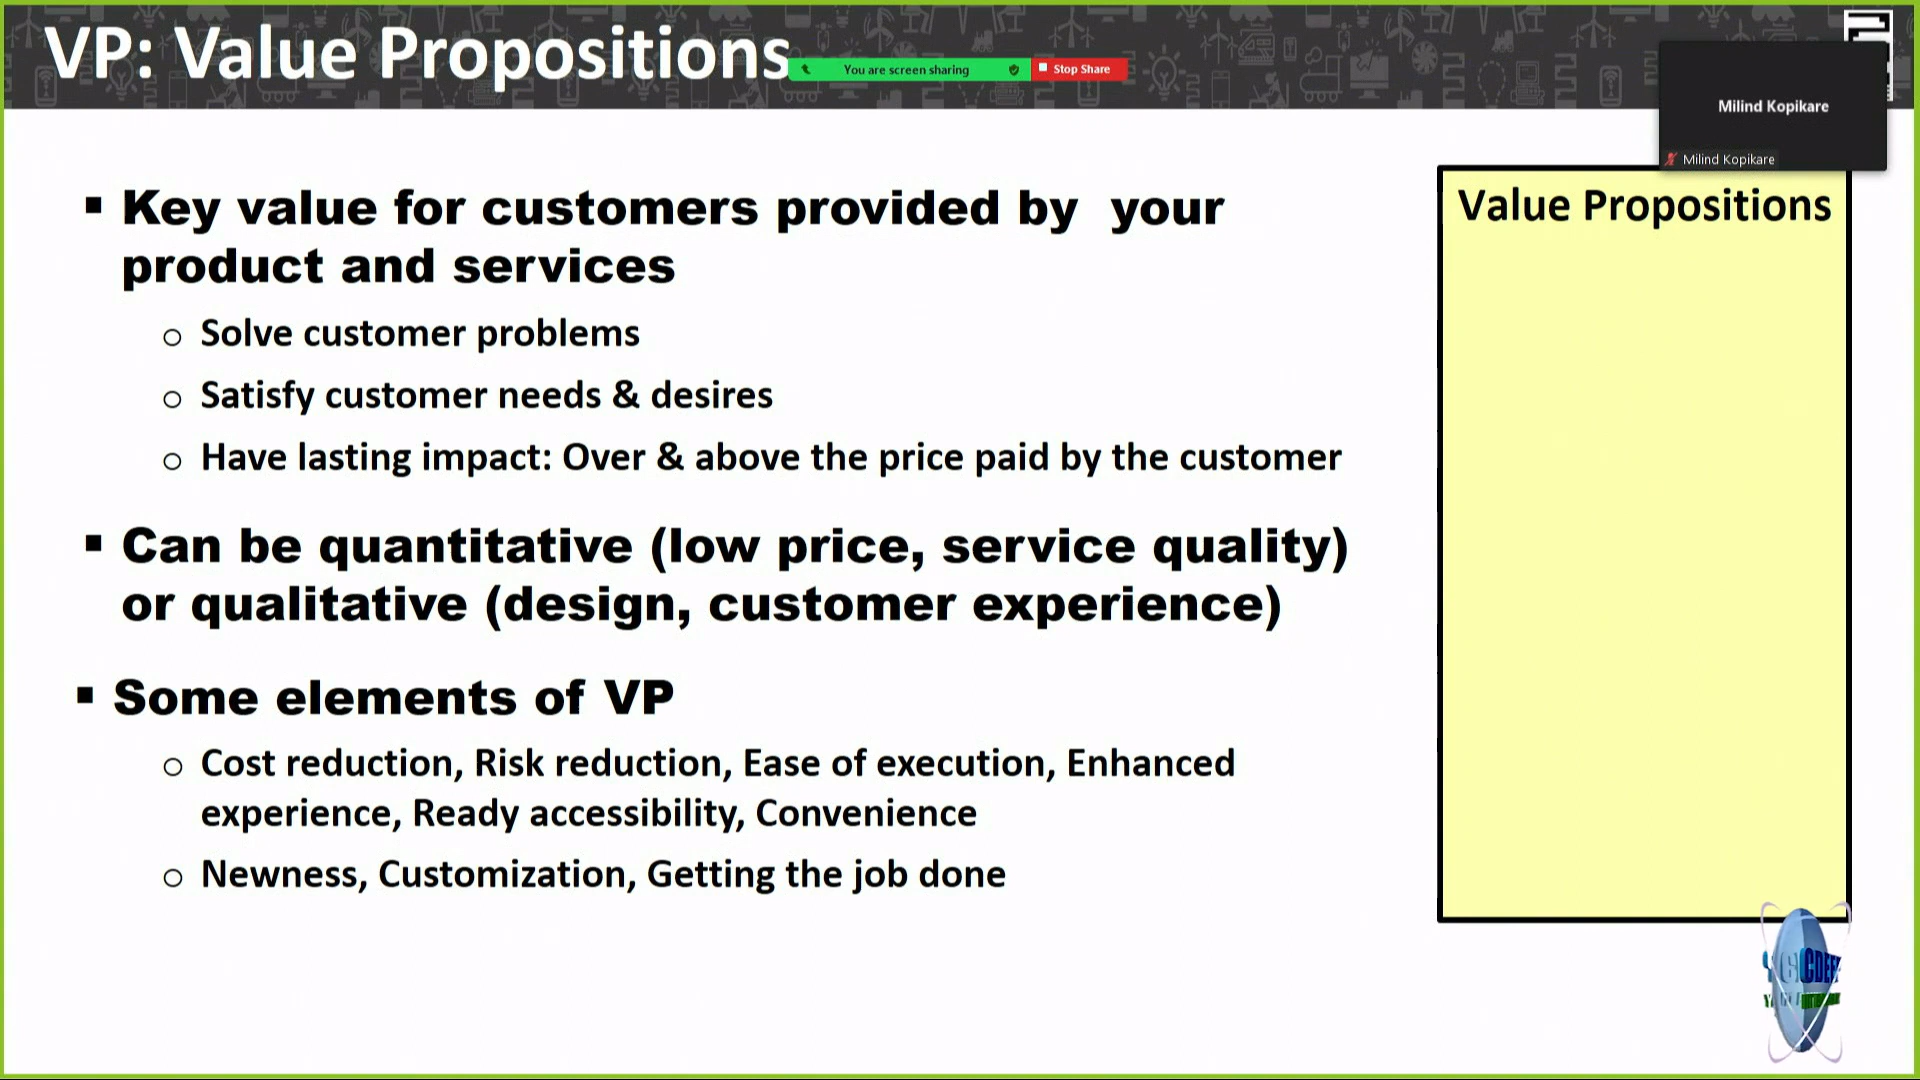 VP: Value Propositions
You are screen sharing
Stop Share
Milind Kopikare
Milind Kopikare
Value Propositions
▪ Key value for customers provided by your
product and services
o Solve customer problems
o Satisfy customer needs & desires
o Have lasting impact: Over & above the price paid by the customer
▪ Can be quantitative (low price, service quality)
or qualitative (design, customer experience)
▪ Some elements of VP
o Cost reduction, Risk reduction, Ease of execution, Enhanced
experience, Ready accessibility, Convenience
o Newness, Customization, Getting the job done